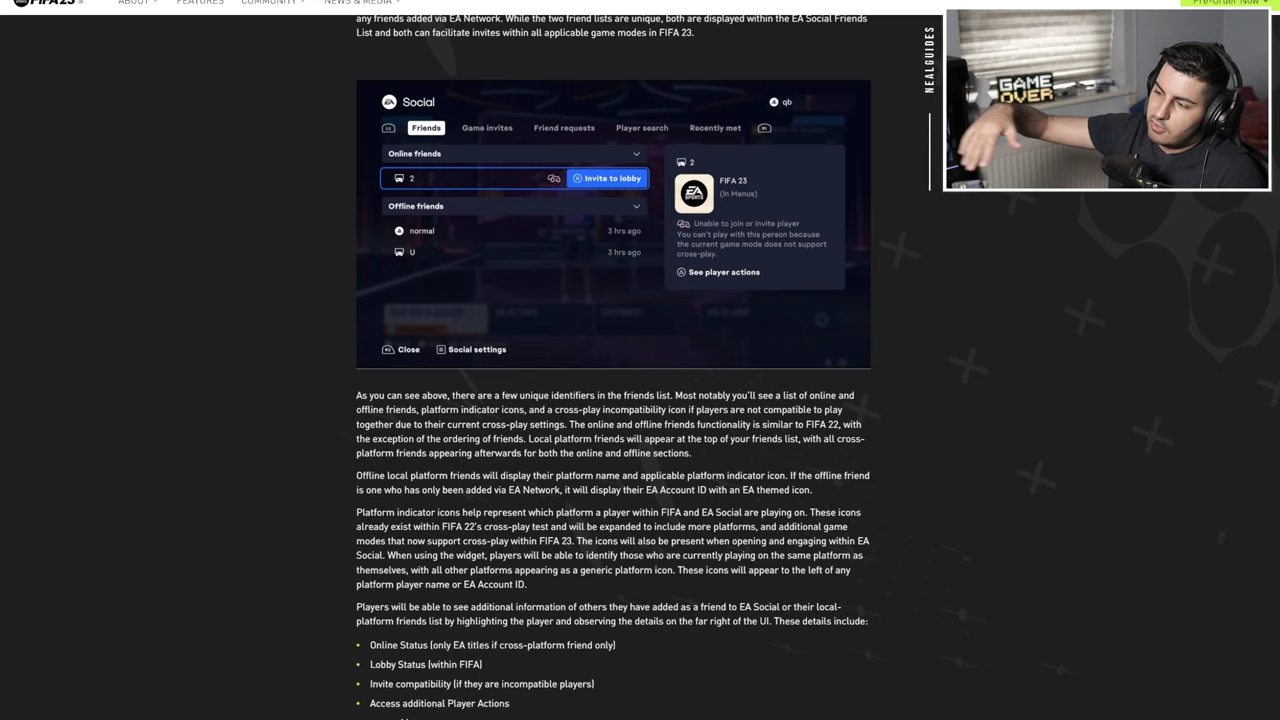 FIFA 23
ABOUT
FEATURES
COMMUNITY
NEWS & MEDIA
Pre-Order Now
any friends added via EA Network. While the two friend lists are unique, both are displayed within the EA Social Friends
List and both can facilitate invites within all applicable game modes in FIFA 23.
NEALGUIDES
GAME
OVER
EA Social
qb
L1
Friends
Game invites
Friend requests
Player search
Recently met
R1
Online friends
2
Invite to lobby
Offline friends
normal
3 hrs ago
U
3 hrs ago
2
EA
SPORTS
FIFA 23
(In Menus)
Unable to join or invite player
You can't play with this person because
the current game mode does not support
cross-play.
See player actions
R2 Close
Social settings
As you can see above, there are a few unique identifiers in the friends list. Most notably you'll see a list of online and
offline friends, platform indicator icons, and a cross-play incompatibility icon if players are not compatible to play
together due to their current cross-play settings. The online and offline friends functionality is similar to FIFA 22, with
the exception of the ordering of friends. Local platform friends will appear at the top of your friends list, with all cross-
platform friends appearing afterwards for both the online and offline sections.
Offline local platform friends will display their platform name and applicable platform indicator icon. If the offline friend
is one who has only been added via EA Network, it will display their EA Account ID with an EA themed icon.
Platform indicator icons help represent which platform a player within FIFA and EA Social are playing on. These icons
already exist within FIFA 22's cross-play test and will be expanded to include more platforms, and additional game
modes that now support cross-play within FIFA 23. The icons will also be present when opening and engaging within EA
Social. When using the widget, players will be able to identify those who are currently playing on the same platform as
themselves, with all other platforms appearing as a generic platform icon. These icons will appear to the left of any
platform player name or EA Account ID.
Players will be able to see additional information of others they have added as a friend to EA Social or their local-
platform friends list by highlighting the player and observing the details on the far right of the UI. These details include:
• Online Status (only EA titles if cross-platform friend only)
• Lobby Status (within FIFA)
• Invite compatibility (if they are incompatible players)
• Access additional Player Actions